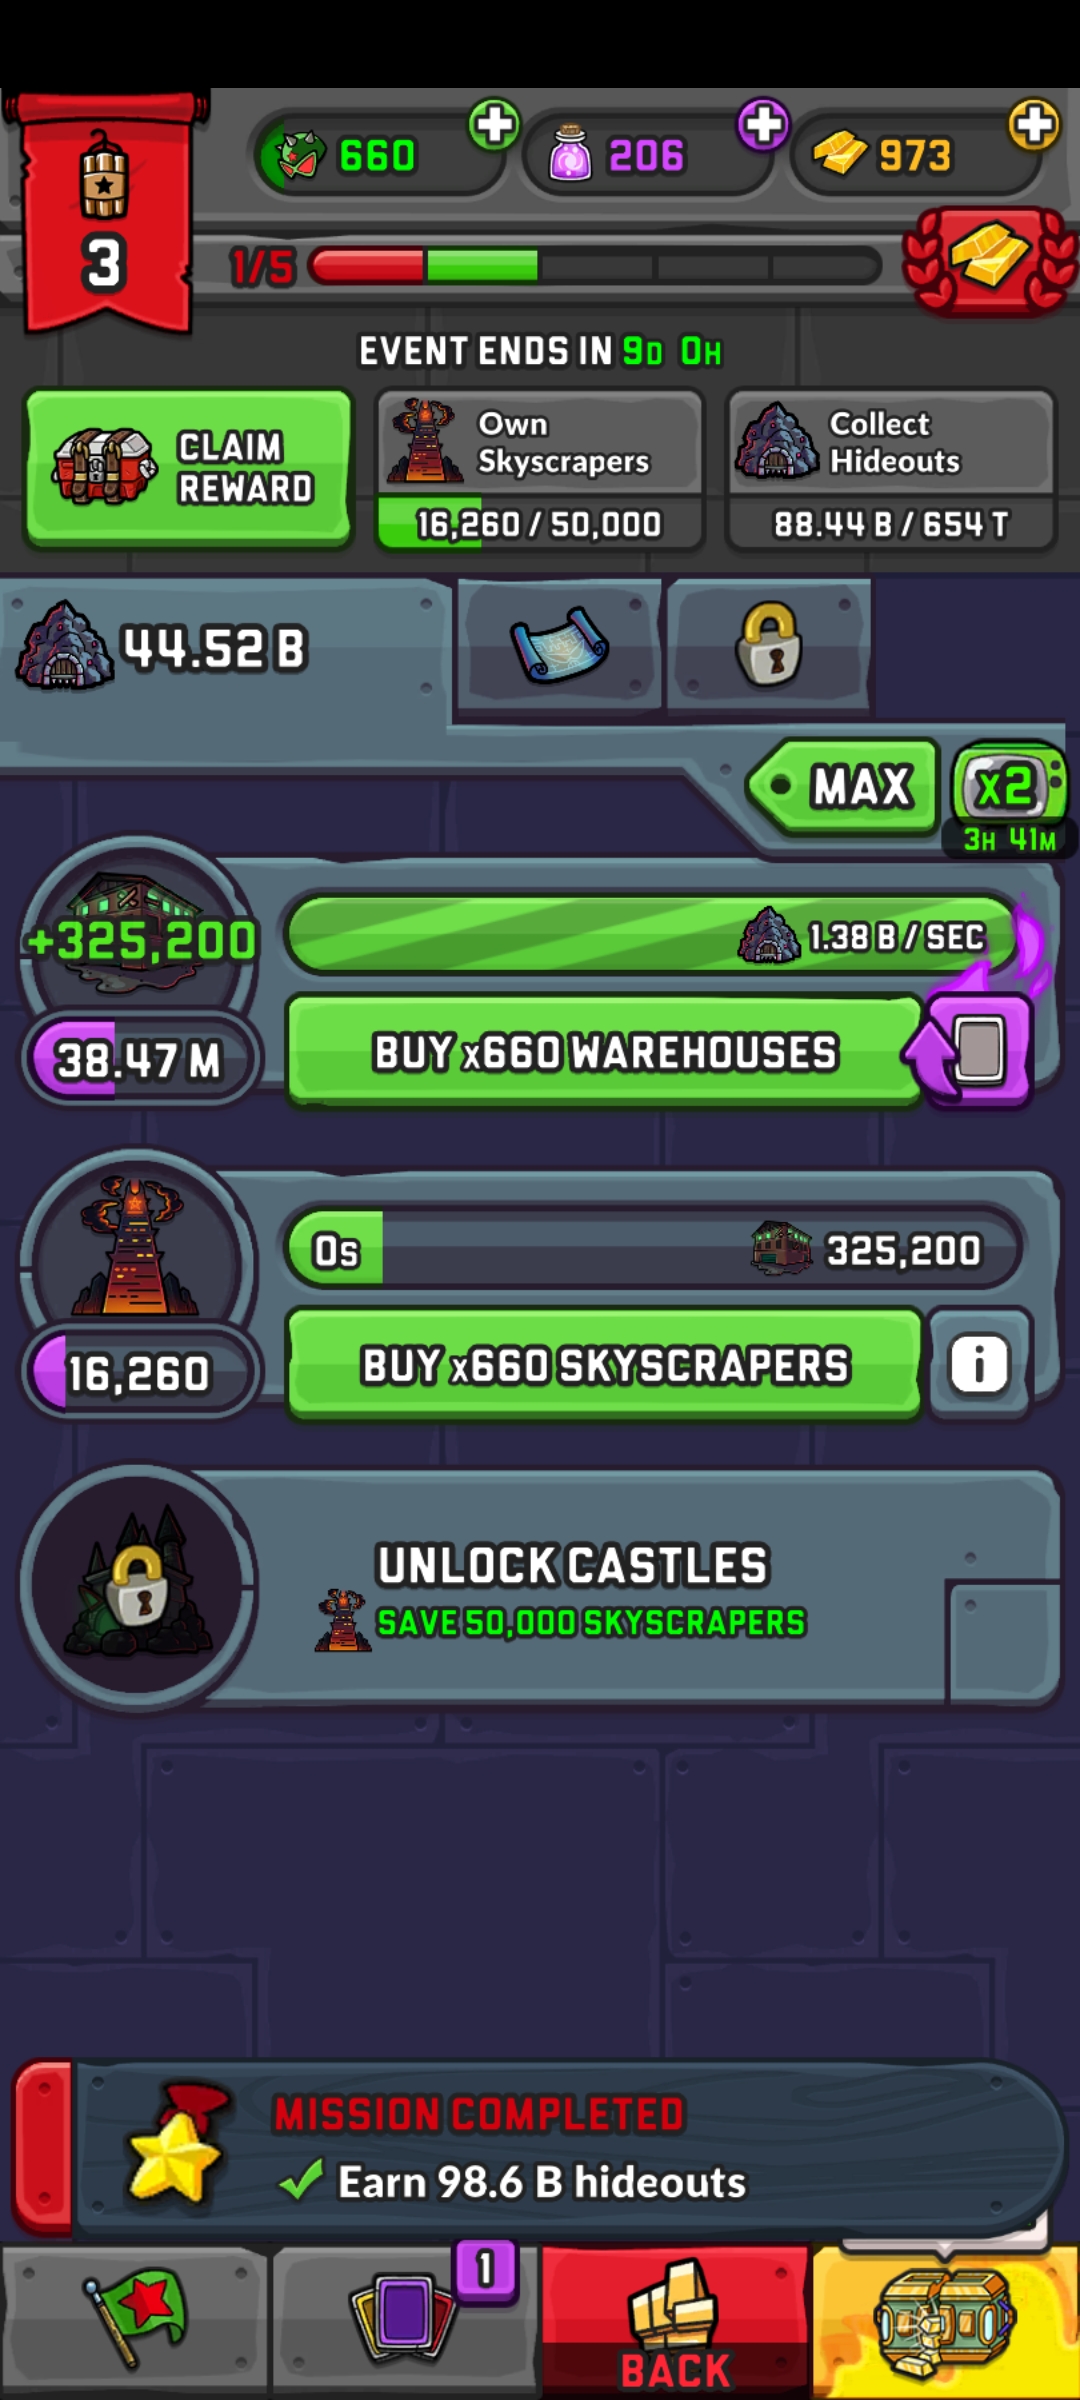 660
206
973
3
1/5
EVENT ENDS IN 9D 0H
CLAIM
REWARD
Own
Skyscrapers
16,260 / 50,000
Collect
Hideouts
88.44 B / 654 T
44.52 B
MAX
x2
3H 41M
+325,200
1.38 B / SEC
38.47 M
BUY x660 WAREHOUSES
0s
325,200
16,260
BUY x660 SKYSCRAPERS
i
UNLOCK CASTLES
SAVE 50,000 SKYSCRAPERS
MISSION COMPLETED
Earn 98.6 B hideouts
1
BACK